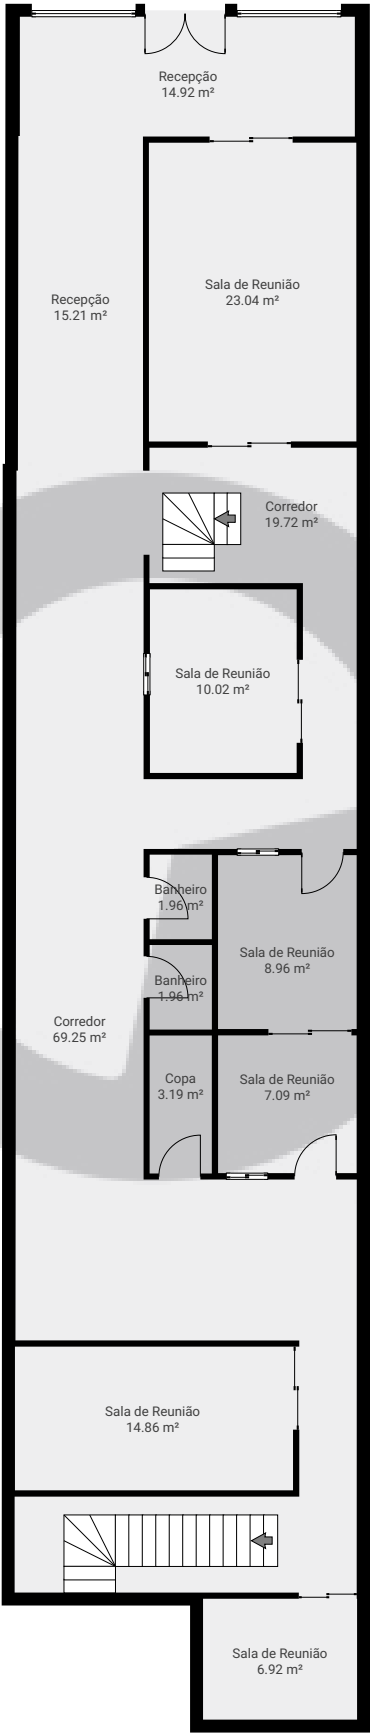 Recepção
14.92 m²
Sala de Reunião
23.04 m²
Recepção
15.21 m²
Corredor
19.72 m²
Sala de Reunião
10.02 m²
Banheiro
1.96 m²
Sala de Reunião
8.96 m²
Banheiro
1.96 m²
Corredor
69.25 m²
Copa
3.19 m²
Sala de Reunião
7.09 m²
Sala de Reunião
14.86 m²
Sala de Reunião
6.92 m²